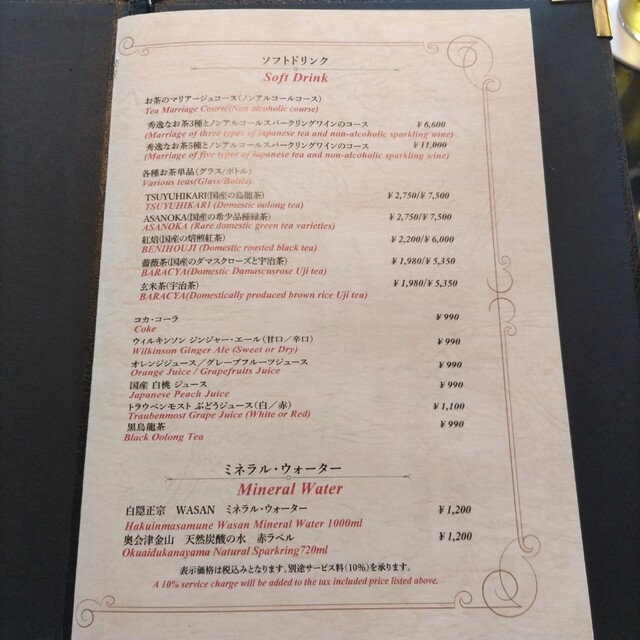 ソフトドリンク
Soft Drink
お茶のマリアージュコース(ノンアルコールコース)
Tea Marriage Course(Non alcoholic course)
秀逸なお茶3種とノンアルコールスパークリングワインのコース ¥6,600
(Marriage of three types of Japanese tea and non-alcoholic sparkling wine)
秀逸なお茶5種とノンアルコールスパークリングワインのコース ¥11,000
(Marriage of five types of Japanese tea and non-alcoholic sparkling wine)
各種お茶単品(グラス/ボトル)
Various teas(Glass/Bottle)
TSUYUHIKARI(国産の烏龍茶) ¥2,750/¥7,500
TSUYUHIKARI (Domestic oolong tea)
ASANOKA(国産の希少品種緑茶) ¥2,750/¥7,500
ASANOKA (Rare domestic green tea varieties)
紅焙(国産の焙煎紅茶) ¥2,200/¥6,000
BENIHOUJI (Domestic roasted black tea)
薔薇茶(国産のダマスクローズと宇治茶) ¥1,980/¥5,350
BARACYA(Domestic Damascusrose Uji tea)
玄米茶(宇治茶) ¥1,980/¥5,350
BARACYA(Domestically produced brown rice Uji tea)
コカ・コーラ ¥990
Coke
ウィルキンソン ジンジャー・エール(甘口/辛口) ¥990
Wilkinson Ginger Ale (Sweet or Dry)
オレンジジュース/グレープフルーツジュース ¥990
Orange Juice / Grapefruits Juice
国産 白桃 ジュース ¥990
Japanese Peach Juice
トラウベンモスト ぶどうジュース(白/赤) ¥1,100
Traubenmost Grape Juice (White or Red)
黒烏龍茶 ¥990
Black Oolong Tea
ミネラル・ウォーター
Mineral Water
白隠正宗 WASAN ミネラル・ウォーター ¥1,200
Hakuinmasamune Wasan Mineral Water 1000ml
奥会津金山 天然炭酸の水 赤ラベル ¥1,200
Okuaidukanayama Natural Sparkring720ml
表示価格は税込みとなります。別途サービス料(10%)を承ります。
A 10% service charge will be added to the tax included price listed above.